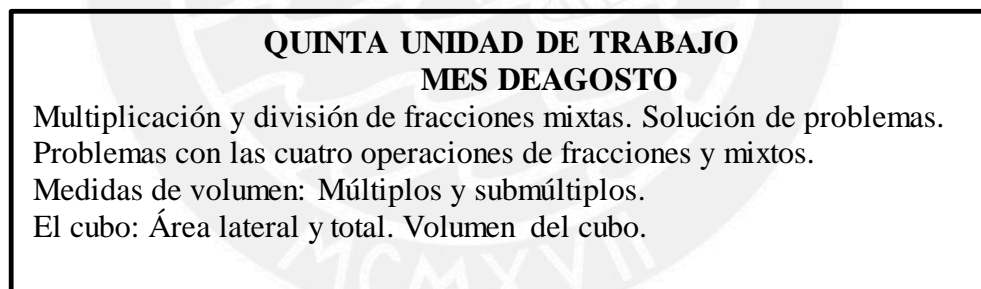 QUINTA UNIDAD DE TRABAJO
MES DEAGOSTO
Multiplicación y división de fracciones mixtas. Solución de problemas.
Problemas con las cuatro operaciones de fracciones y mixtos.
Medidas de volumen: Múltiplos y submúltiplos.
El cubo: Área lateral y total. Volumen del cubo.
MCMXVII